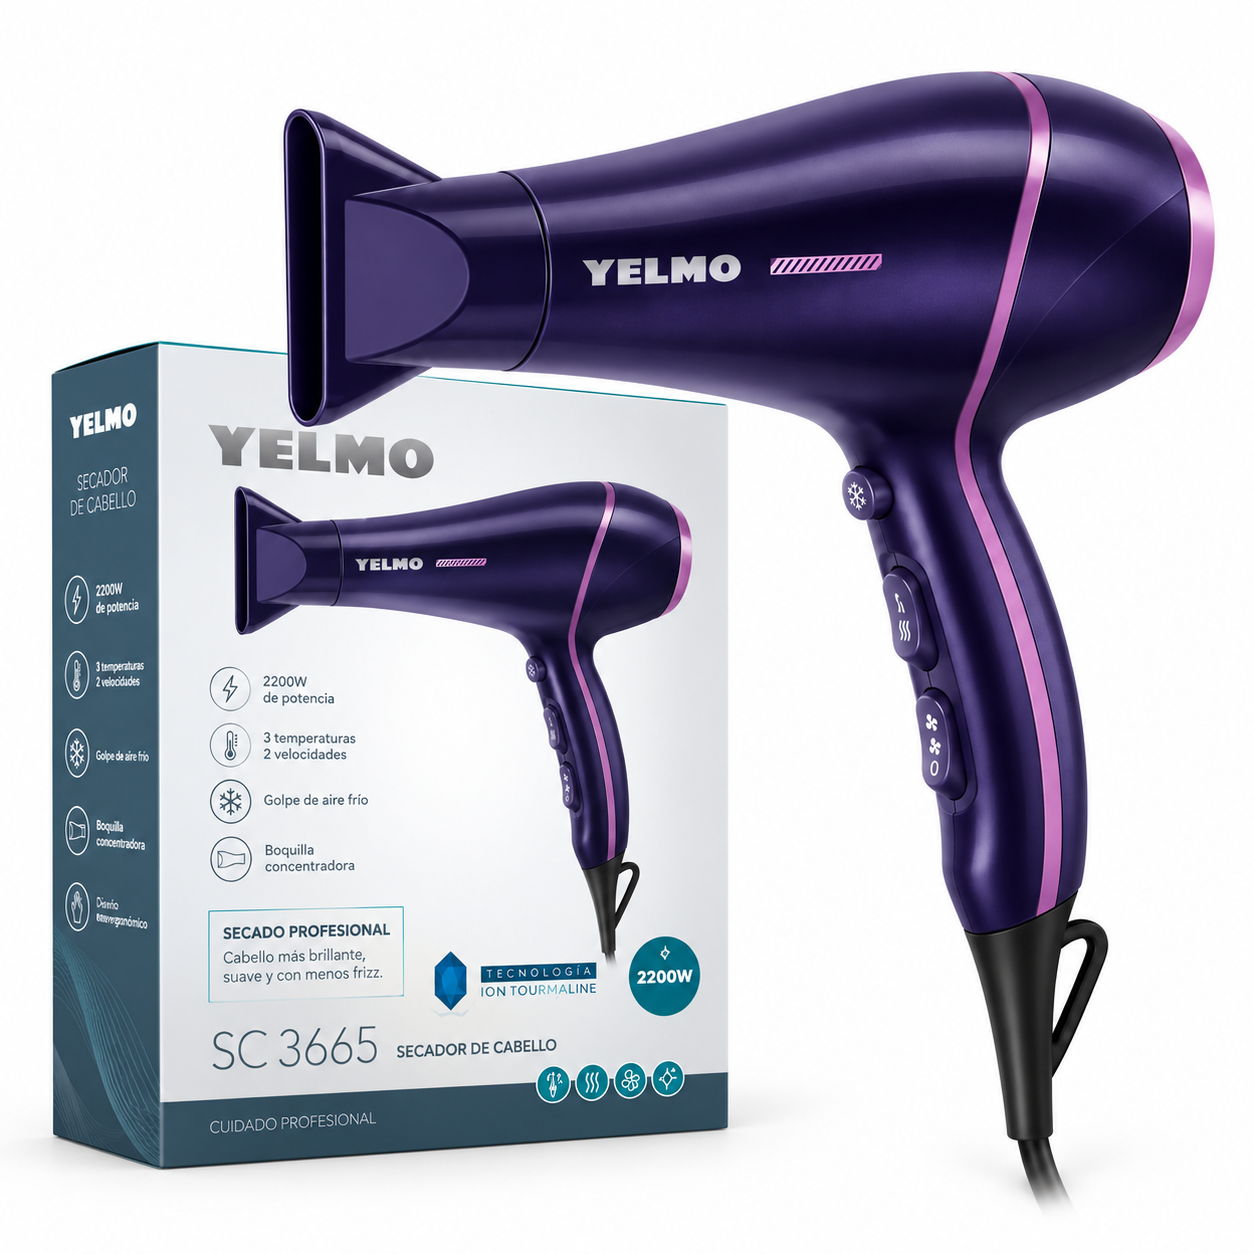 YELMO
YELMO
SECADOR
DE CABELLO
2200W
de potencia
3 temperaturas
2 velocidades
Golpe de aire frío
Boquilla
concentradora
YELMO
YELMO
2200W
de potencia
3 temperaturas
2 velocidades
Golpe de aire frío
Boquilla
concentradora
SECADO PROFESIONAL
Cabello más brillante,
suave y con menos frizz.
TECNOLOGÍA
ION TOURMALINE
2200W
SC 3665 SECADOR DE CABELLO
CUIDADO PROFESIONAL